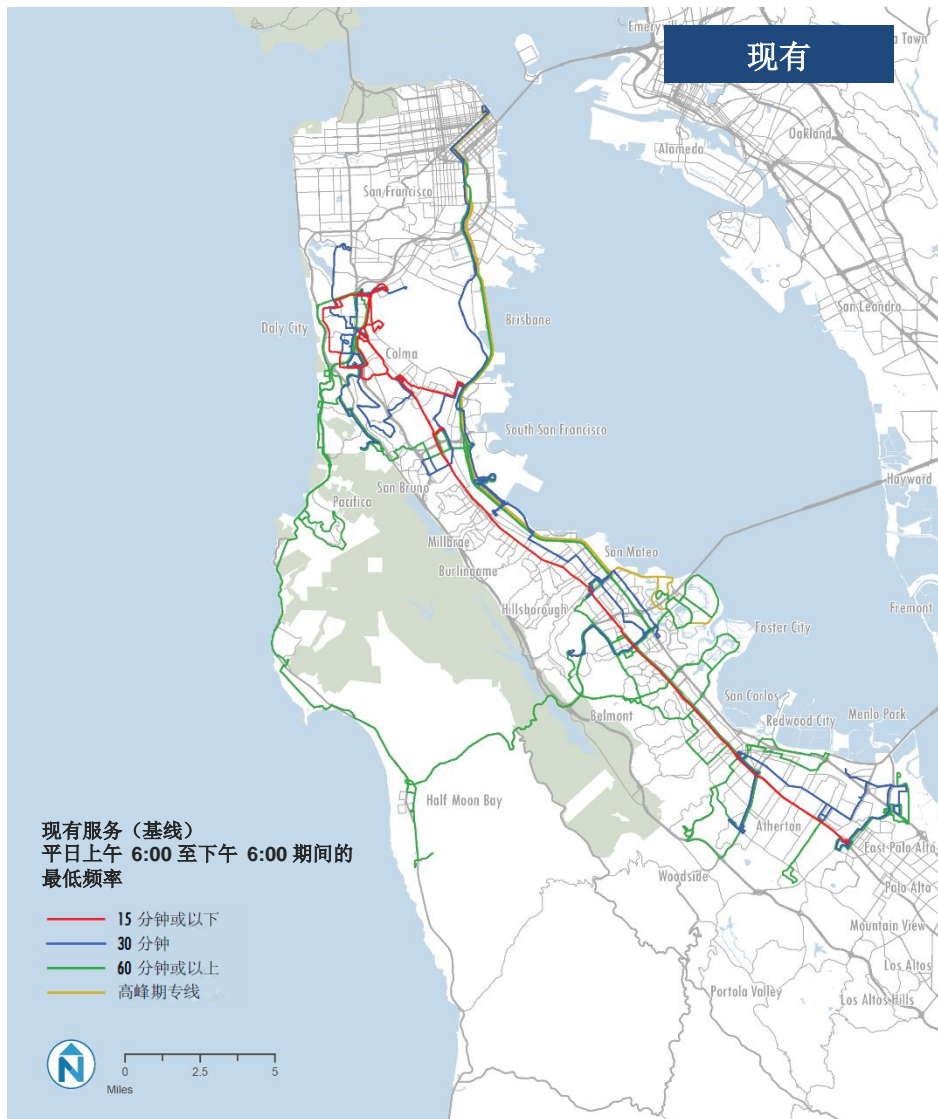 现有
Emeryvill
Town
Oakland
Alameda
San Francisco
San Leandro
Brisbane
Daly City
Colma
South San Francisco
Hayward
San Bruno
Pacifica
Millbrae
San Mateo
Burlingame
Hillsborough
Fremont
Foster City
San Carlos
Belmont
Redwood City
Menlo Park
Half Moon Bay
Atherton
East Palo Alto
Woodside
Palo Alto
Mountain View
Los Altos
Portola Valley
Los Altos Hills
现有服务（基线）
平日上午 6:00 至下午 6:00 期间的
最低频率
15 分钟或以下
30 分钟
60 分钟或以上
高峰期专线
N
0 2.5 5
Miles